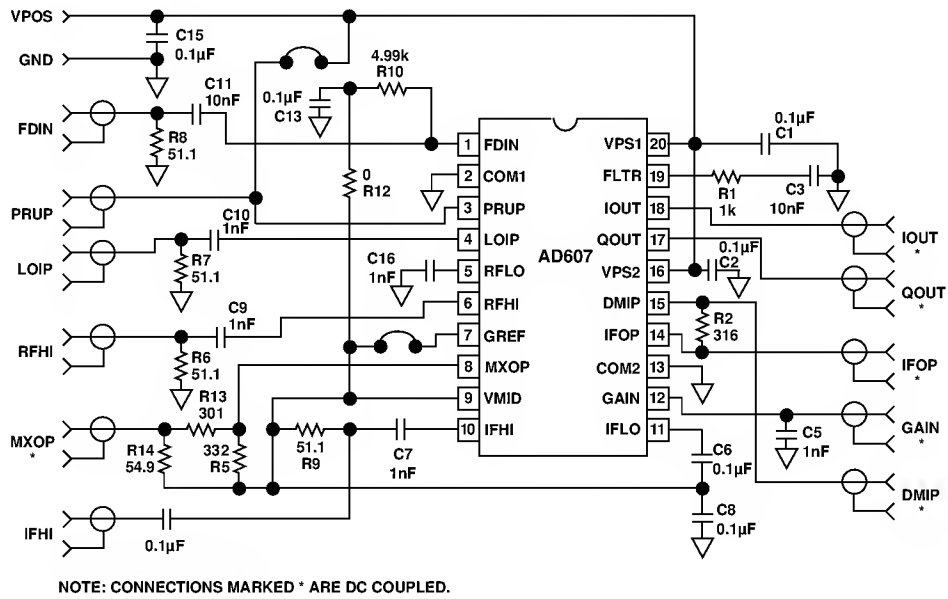 VPOS
C15
0.1µF
GND
4.99k
R10
C11
10nF
0.1µF
C13
FDIN
R8
51.1
0
R12
PRUP
C10
1nF
LOIP
R7
51.1
C16
1nF
C9
1nF
RFHI
R6
51.1
R13
301
MXOP
*
R14
54.9
332
R5
51.1
R9
C7
1nF
IFHI
0.1µF
AD607
1 FDIN
2 COM1
3 PRUP
4 LOIP
5 RFLO
6 RFHI
7 GREF
8 MXOP
9 VMID
10 IFHI
VPS1 20
FLTR 19
IOUT 18
QOUT 17
VPS2 16
DMIP 15
IFOP 14
COM2 13
GAIN 12
IFLO 11
0.1µF
C1
R1
1k
C3
10nF
IOUT
*
0.1µF
C2
QOUT
*
R2
316
IFOP
*
GAIN
*
C5
1nF
C6
0.1µF
DMIP
*
C8
0.1µF
NOTE: CONNECTIONS MARKED * ARE DC COUPLED.